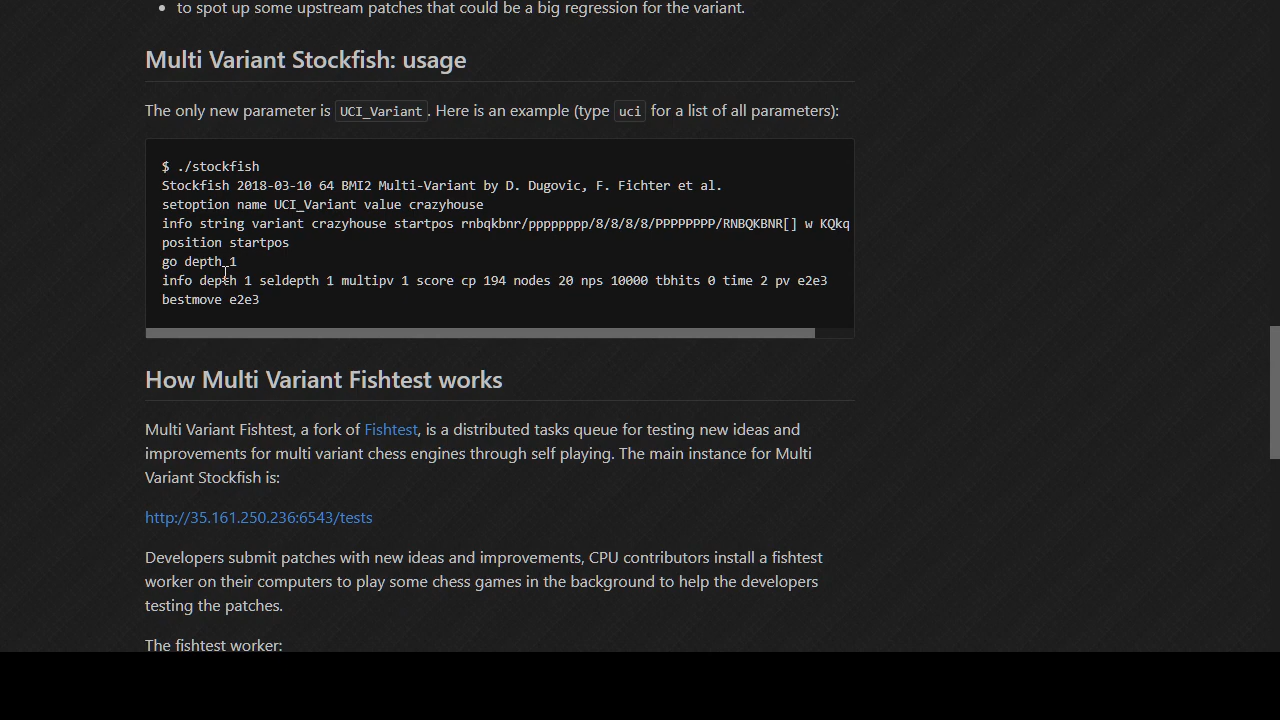 to spot up some upstream patches that could be a big regression for the variant.
Multi Variant Stockfish: usage
The only new parameter is UCI_Variant. Here is an example (type uci for a list of all parameters):
$ ./stockfish
Stockfish 2018-03-10 64 BMI2 Multi-Variant by D. Dugovic, F. Fichter et al.
setoption name UCI_Variant value crazyhouse
info string variant crazyhouse startpos rnbqkbnr/pppppppp/8/8/8/8/PPPPPPPP/RNBQKBNR[] w KQkq
position startpos
go depth 1
info depth 1 seldepth 1 multipv 1 score cp 194 nodes 20 nps 10000 tbhits 0 time 2 pv e2e3
bestmove e2e3
How Multi Variant Fishtest works
Multi Variant Fishtest, a fork of Fishtest, is a distributed tasks queue for testing new ideas and
improvements for multi variant chess engines through self playing. The main instance for Multi
Variant Stockfish is:
http://35.161.250.236:6543/tests
Developers submit patches with new ideas and improvements, CPU contributors install a fishtest
worker on their computers to play some chess games in the background to help the developers
testing the patches.
The fishtest worker: